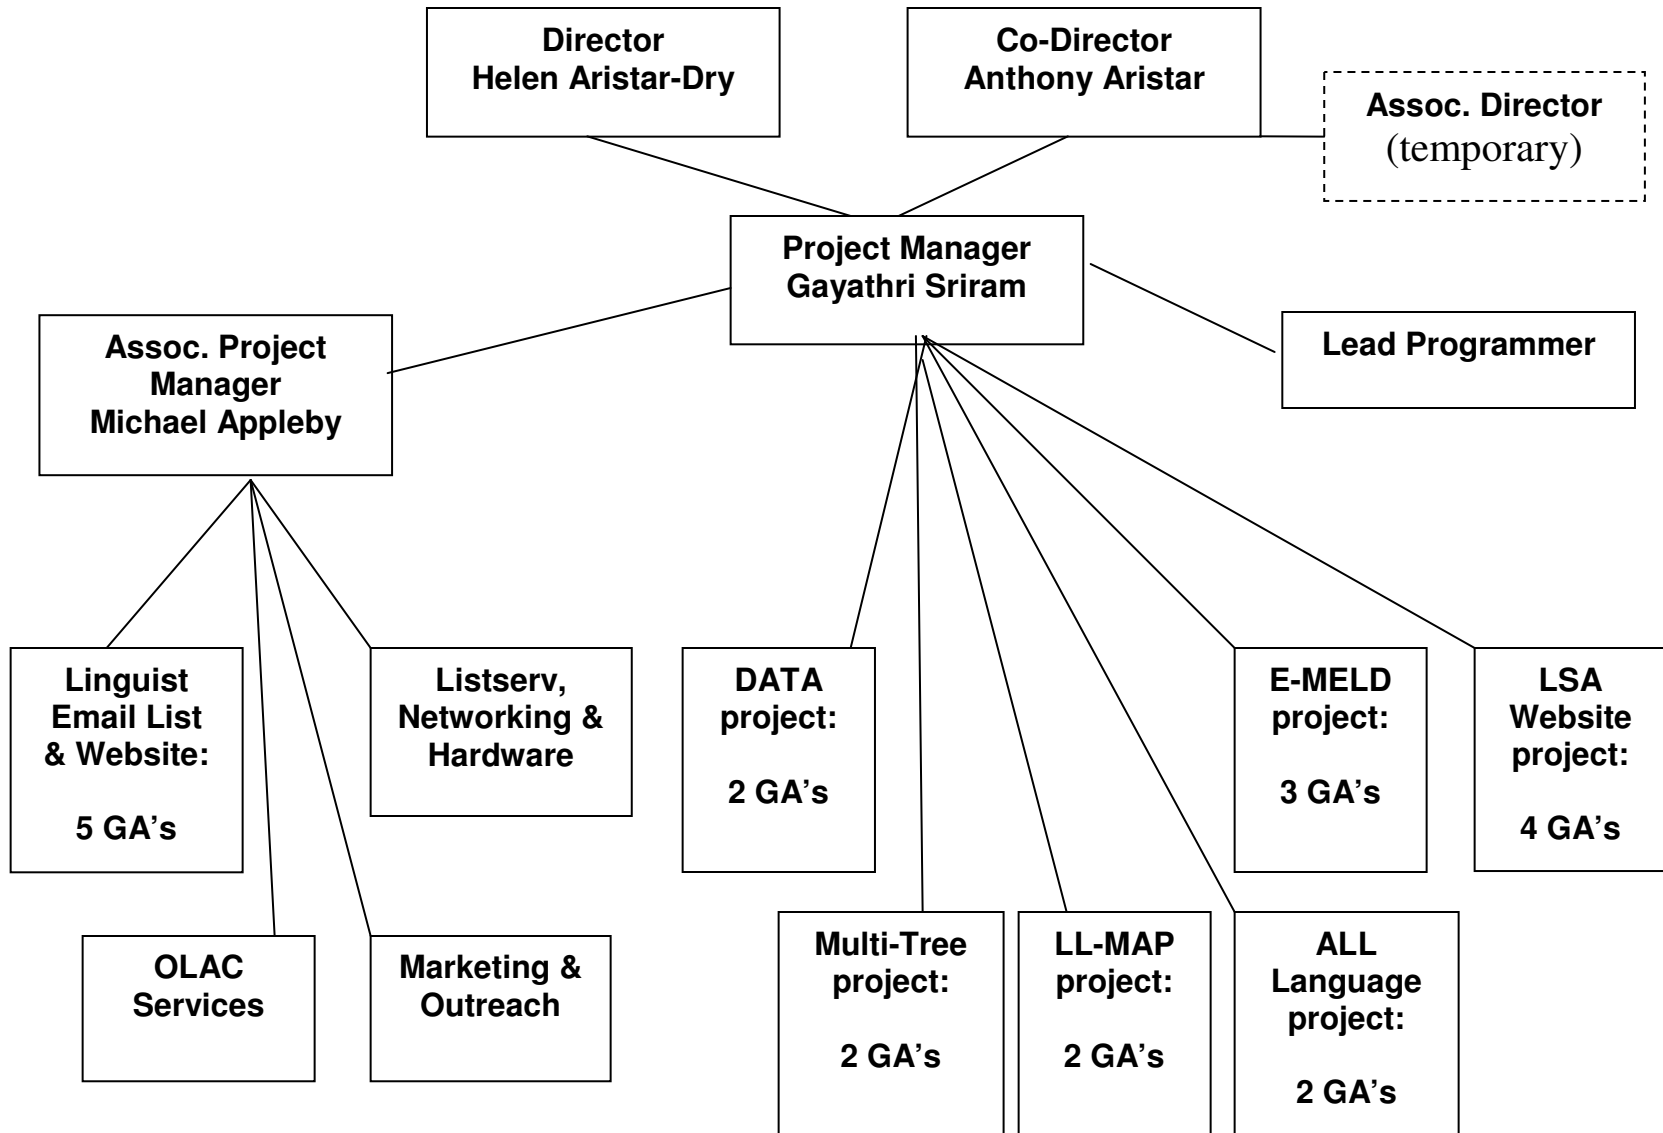 Director
Helen Aristar-Dry
Co-Director
Anthony Aristar
Assoc. Director
(temporary)
Project Manager
Gayathri Sriram
Assoc. Project
Manager
Michael Appleby
Lead Programmer
Linguist
Email List
& Website:
5 GA’s
Listserv,
Networking &
Hardware
DATA
project:
2 GA’s
E-MELD
project:
3 GA’s
LSA
Website
project:
4 GA’s
OLAC
Services
Marketing &
Outreach
Multi-Tree
project:
2 GA’s
LL-MAP
project:
2 GA’s
ALL
Language
project:
2 GA’s